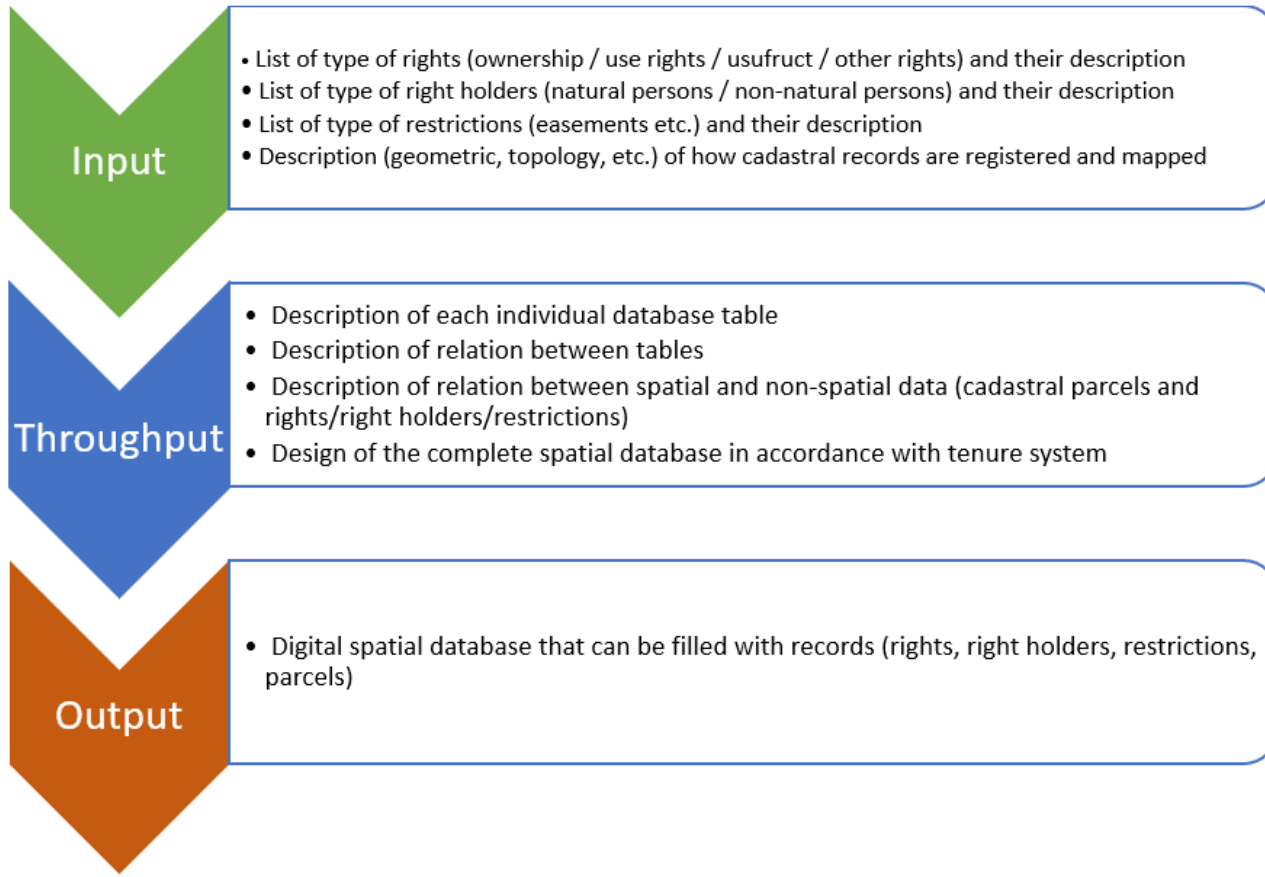 Input
• List of type of rights (ownership / use rights / usufruct / other rights) and their description
• List of type of right holders (natural persons / non-natural persons) and their description
• List of type of restrictions (easements etc.) and their description
• Description (geometric, topology, etc.) of how cadastral records are registered and mapped
Throughput
• Description of each individual database table
• Description of relation between tables
• Description of relation between spatial and non-spatial data (cadastral parcels and
rights/right holders/restrictions)
• Design of the complete spatial database in accordance with tenure system
Output
• Digital spatial database that can be filled with records (rights, right holders, restrictions,
parcels)